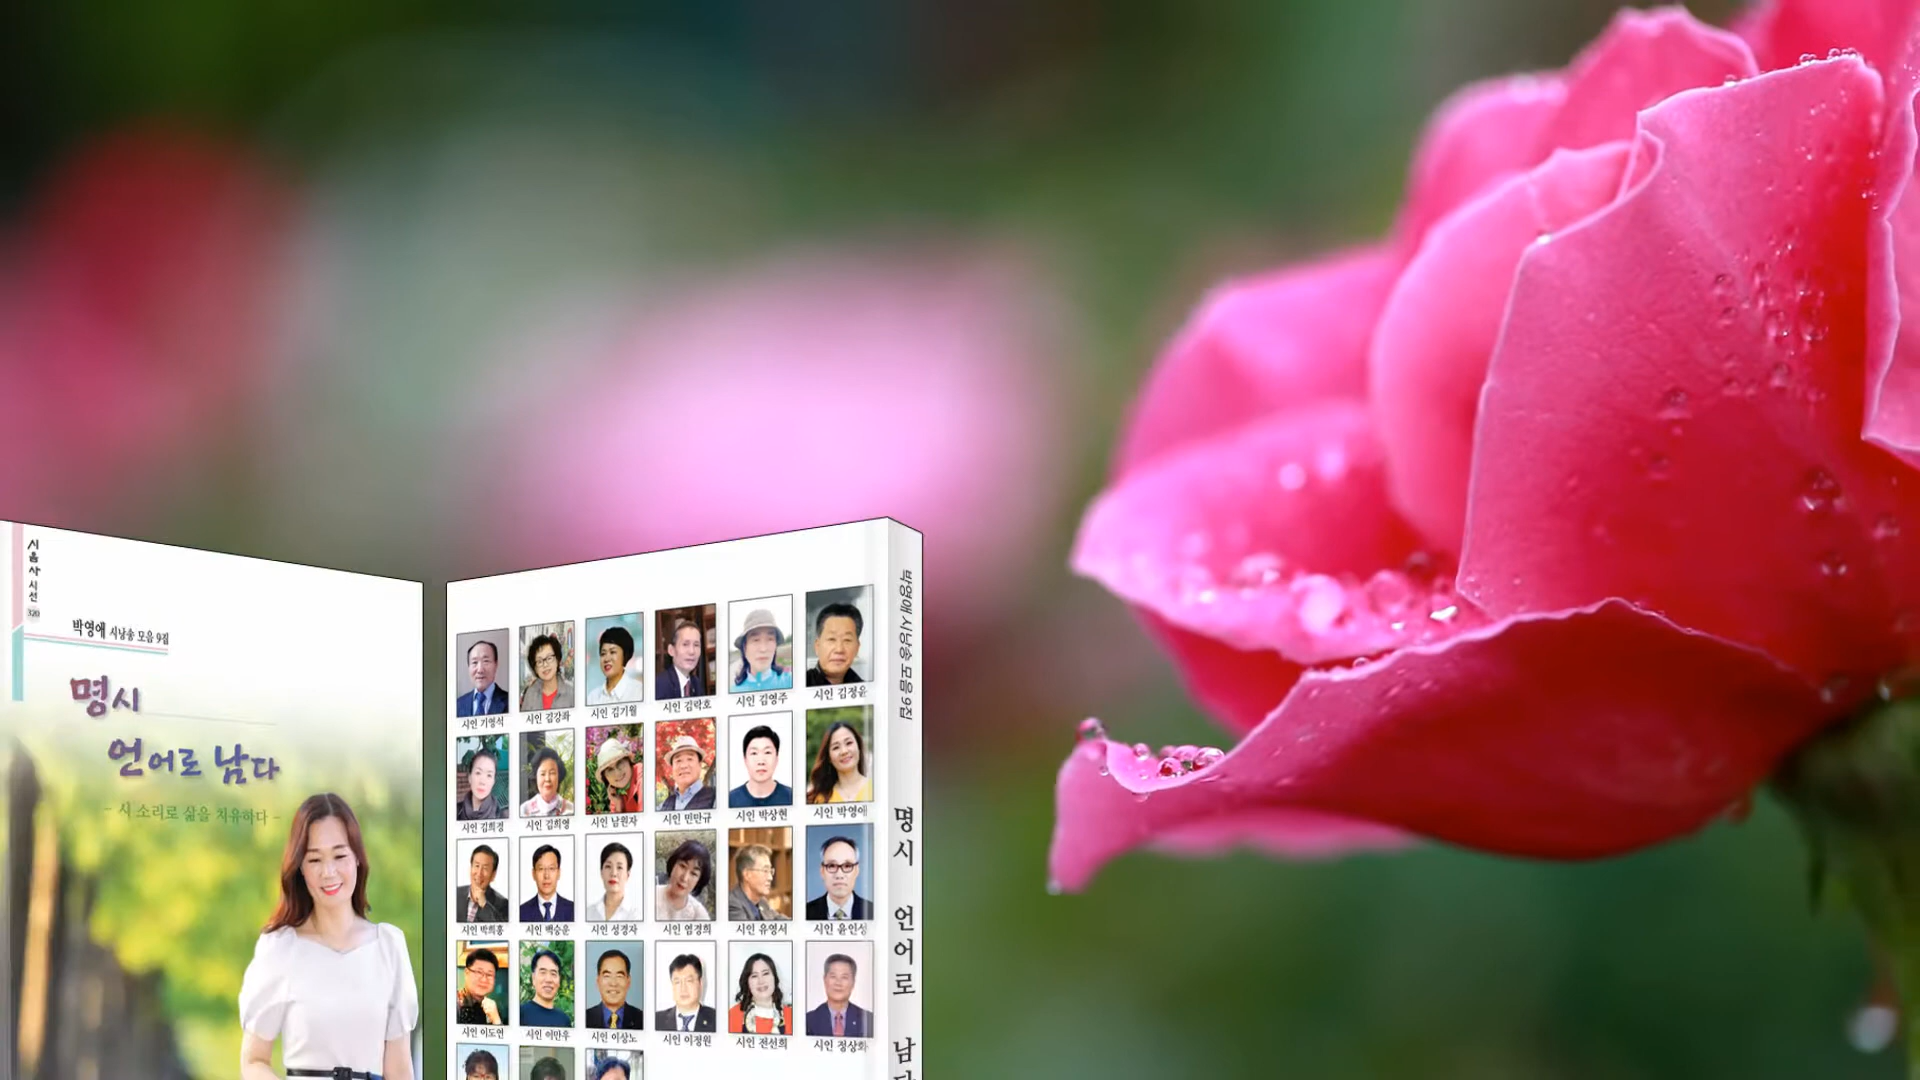 시음사 시선
320
박영애 시낭송 모음 9집
명시
언어로 남다
- 시 소리로 삶을 치유하다 -
시인 기영석 시인 김강좌 시인 김기월 시인 김락호 시인 김영주 시인 김정윤
시인 김희경 시인 김희영 시인 남원자 시인 민만규 시인 박상현 시인 박영애
시인 박희홍 시인 백승운 시인 성경자 시인 염경희 시인 유영서 시인 윤인성
시인 이도연 시인 이만우 시인 이상노 시인 이정원 시인 전선희 시인 정상화
박영애 시낭송 모음 9집
명시 언어로 남다